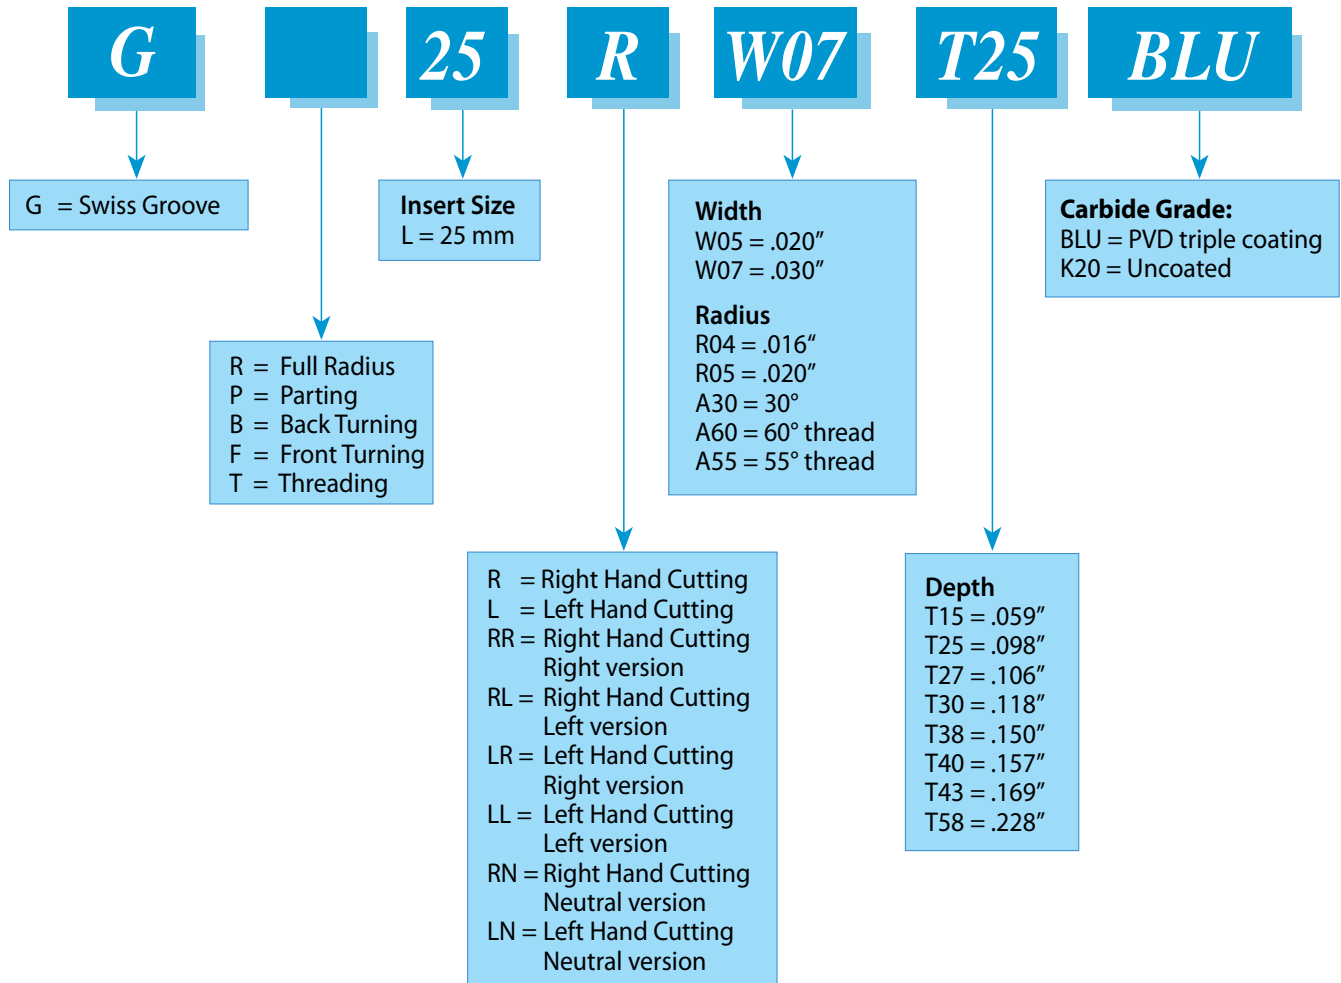 G 25 R W07 T25 BLU
G = Swiss Groove
R = Full Radius
P = Parting
B = Back Turning
F = Front Turning
T = Threading
Insert Size
L = 25 mm
R = Right Hand Cutting
L = Left Hand Cutting
RR = Right Hand Cutting
Right version
RL = Right Hand Cutting
Left version
LR = Left Hand Cutting
Right version
LL = Left Hand Cutting
Left version
RN = Right Hand Cutting
Neutral version
LN = Left Hand Cutting
Neutral version
Width
W05 = .020″
W07 = .030″
Radius
R04 = .016“
R05 = .020″
A30 = 30°
A60 = 60° thread
A55 = 55° thread
Depth
T15 = .059″
T25 = .098″
T27 = .106″
T30 = .118″
T38 = .150″
T40 = .157″
T43 = .169″
T58 = .228″
Carbide Grade:
BLU = PVD triple coating
K20 = Uncoated